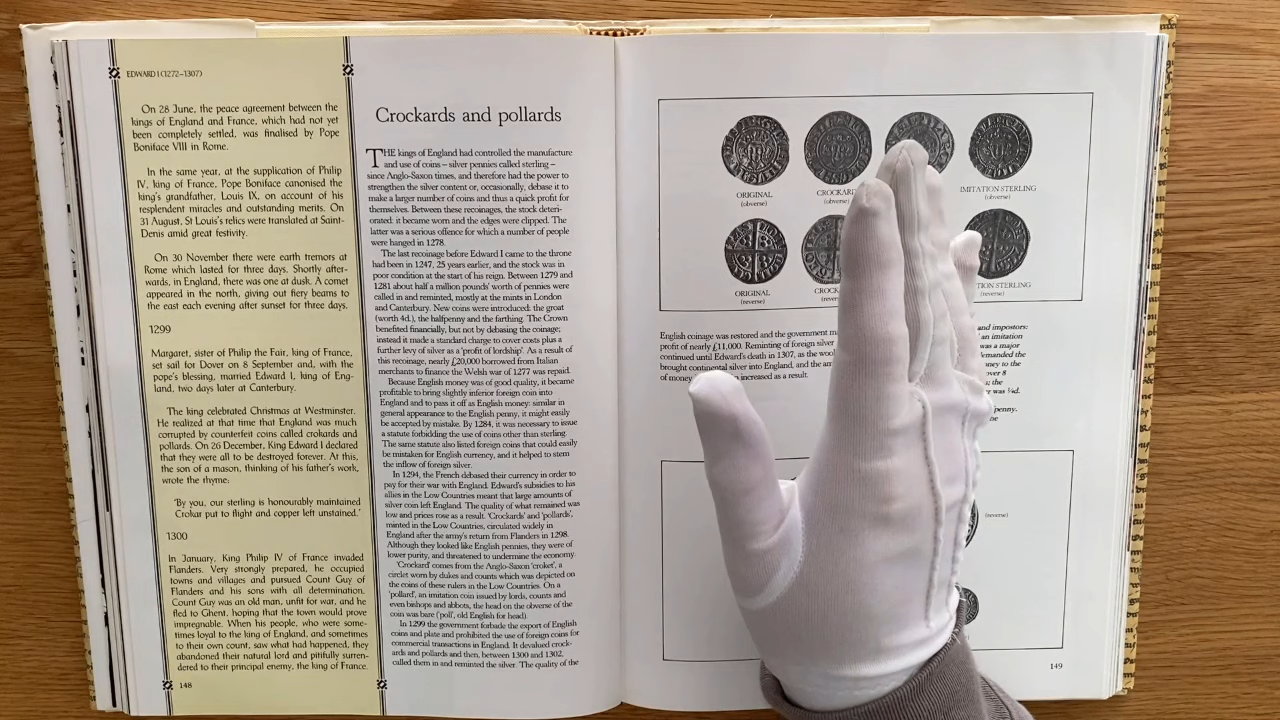 EDWARD I (1272–1307)
On 28 June, the peace agreement between the
kings of England and France, which had not yet
been completely settled, was finalised by Pope
Boniface VIII in Rome.
In the same year, at the supplication of Philip
IV, king of France, Pope Boniface canonised the
king's grandfather, Louis IX, on account of his
resplendent miracles and outstanding merits. On
31 August, St Louis's relics were translated at Saint-
Denis amid great festivity.
On 30 November there were earth tremors at
Rome which lasted for three days. Shortly after-
wards, in England, there was one at dusk. A comet
appeared in the north, giving out fiery beams to
the east each evening after sunset for three days.
1299
Margaret, sister of Philip the Fair, king of France,
set sail for Dover on 8 September and, with the
pope's blessing, married Edward I, king of Eng-
land, two days later at Canterbury.
The king celebrated Christmas at Westminster.
He realized at that time that England was much
corrupted by counterfeit coins called crokards and
pollards. On 26 December, King Edward I declared
that they were all to be destroyed forever. At this,
the son of a mason, thinking of his father's work,
wrote the rhyme:
'By you, our sterling is honourably maintained
Crokar put to flight and copper left unstained.'
1300
In January, King Philip IV of France invaded
Flanders. Very strongly prepared, he occupied
towns and villages and pursued Count Guy of
Flanders and his sons with all determination.
Count Guy was an old man, unfit for war, and he
fled to Ghent, hoping that the town would prove
impregnable. When his people, who were some-
times loyal to the king of England, and sometimes
to their own count, saw what had happened, they
abandoned their natural lord and pitifully surren-
dered to their principal enemy, the king of France.
148
Crockards and pollards
THE kings of England had controlled the manufacture
and use of coins – silver pennies called sterling –
since Anglo-Saxon times, and therefore had the power to
strengthen the silver content or, occasionally, debase it to
make a larger number of coins and thus a quick profit for
themselves. Between these recoinages, the stock deteri-
orated: it became worn and the edges were clipped. The
latter was a serious offence for which a number of people
were hanged in 1278.
The last recoinage before Edward I came to the throne
had been in 1247, 25 years earlier, and the stock was in
poor condition at the start of his reign. Between 1279 and
1281 about half a million pounds' worth of pennies were
called in and reminted, mostly at the mints in London
and Canterbury. New coins were introduced: the groat
(worth 4d.), the halfpenny and the farthing. The Crown
benefited financially, but not by debasing the coinage;
instead it made a standard charge to cover costs plus a
further levy of silver as a 'profit of lordship'. As a result of
this recoinage, nearly £20,000 borrowed from Italian
merchants to finance the Welsh war of 1277 was repaid.
Because English money was of good quality, it became
profitable to bring slightly inferior foreign coin into
England and to pass it off as English money: similar in
general appearance to the English penny, it might easily
be accepted by mistake. By 1284, it was necessary to issue
a statute forbidding the use of coins other than sterling.
The same statute also listed foreign coins that could easily
be mistaken for English currency, and it helped to stem
the inflow of foreign silver.
In 1294, the French debased their currency in order to
pay for their war with England. Edward's subsidies to his
allies in the Low Countries meant that large amounts of
silver coin left England. The quality of what remained was
low and prices rose as a result. 'Crockards' and 'pollards',
minted in the Low Countries, circulated widely in
England after the army's return from Flanders in 1298.
Although they looked like English pennies, they were of
lower purity, and threatened to undermine the economy.
'Crockard' comes from the Anglo-Saxon 'croket', a
circlet worn by dukes and counts which was depicted on
the coins of these rulers in the Low Countries. On a
'pollard', an imitation coin issued by lords, counts and
even bishops and abbots, the head on the obverse of the
coin was bare ('poll', old English for head).
In 1299 the government forbade the export of English
coins and plate and prohibited the use of foreign coins for
commercial transactions in England. It devalued crock-
ards and pollards and then, between 1300 and 1302,
called them in and reminted the silver. The quality of the
ORIGINAL
(obverse)
CROCKARD
IMITATION STERLING
(obverse)
ORIGINAL
(reverse)
CROCK
(rever
ION STERLING
(reverse)
English coinage was restored and the government m
profit of nearly £11,000. Reminting of foreign silver
continued until Edward's death in 1307, as the woo
brought continental silver into England, and the am
of money increased as a result.
and impostors:
an imitation
was a major
emanded the
oney to the
over 8
the
was ¼d.
penny.
ne
(reverse)
149